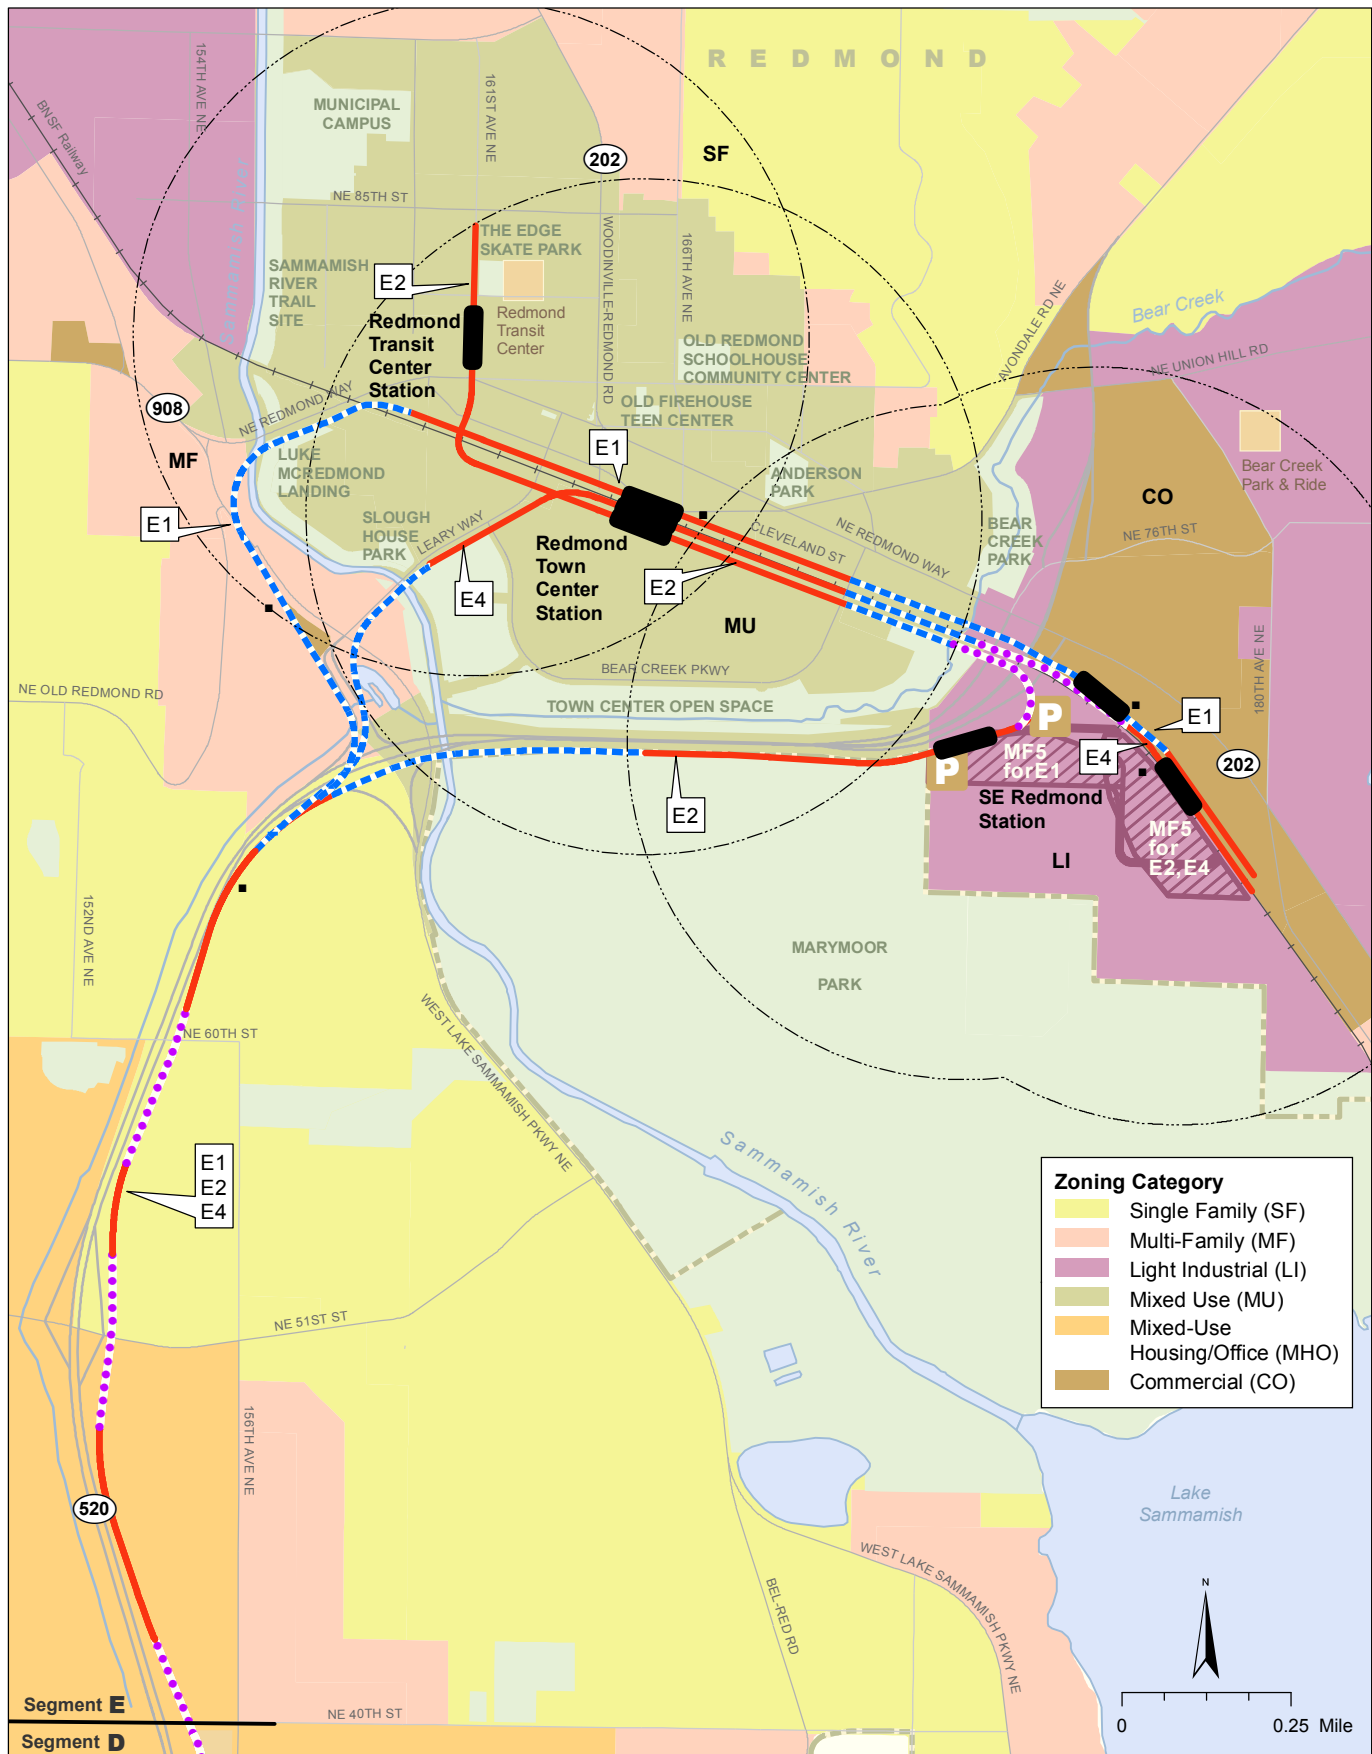 REDMOND
154TH AVE NE
BNSF Railway
MUNICIPAL
CAMPUS
161ST AVE NE
202
SF
NE 85TH ST
THE EDGE
SKATE PARK
WOODINVILLE-REDMOND RD
166TH AVE NE
SAMMAMISH
RIVER
TRAIL
SITE
E2
Redmond
Transit
Center
Station
Redmond
Transit
Center
OLD REDMOND
SCHOOLHOUSE
COMMUNITY CENTER
AVONDALE RD NE
Bear Creek
NE UNION HILL RD
908
NE REDMOND WAY
OLD FIREHOUSE
TEEN CENTER
MF
LUKE
MCREDMOND
LANDING
E1
ANDERSON
PARK
Bear Creek
Park & Ride
CO
E1
SLOUGH
HOUSE
PARK
LEARY WAY
CLEVELAND ST
NE REDMOND WAY
BEAR
CREEK
PARK
NE 76TH ST
Redmond
Town
Center
Station
E4
E2
MU
BEAR CREEK PKWY
180TH AVE NE
NE OLD REDMOND RD
TOWN CENTER OPEN SPACE
P
E1
E4
MF5
for E1
P
202
SE Redmond
Station
E2
MF5
for
E2, E4
LI
152ND AVE NE
MARYMOOR
PARK
NE 60TH ST
WEST LAKE SAMMAMISH PKWY NE
E1
E2
E4
Sammamish River
NE 51ST ST
Zoning Category
Single Family (SF)
Multi-Family (MF)
Light Industrial (LI)
Mixed Use (MU)
Mixed-Use
Housing/Office (MHO)
Commercial (CO)
156TH AVE NE
520
Lake
Sammamish
WEST LAKE SAMMAMISH PKWY NE
BEL-RED RD
N
Segment E
NE 40TH ST
Segment D
0 0.25 Mile